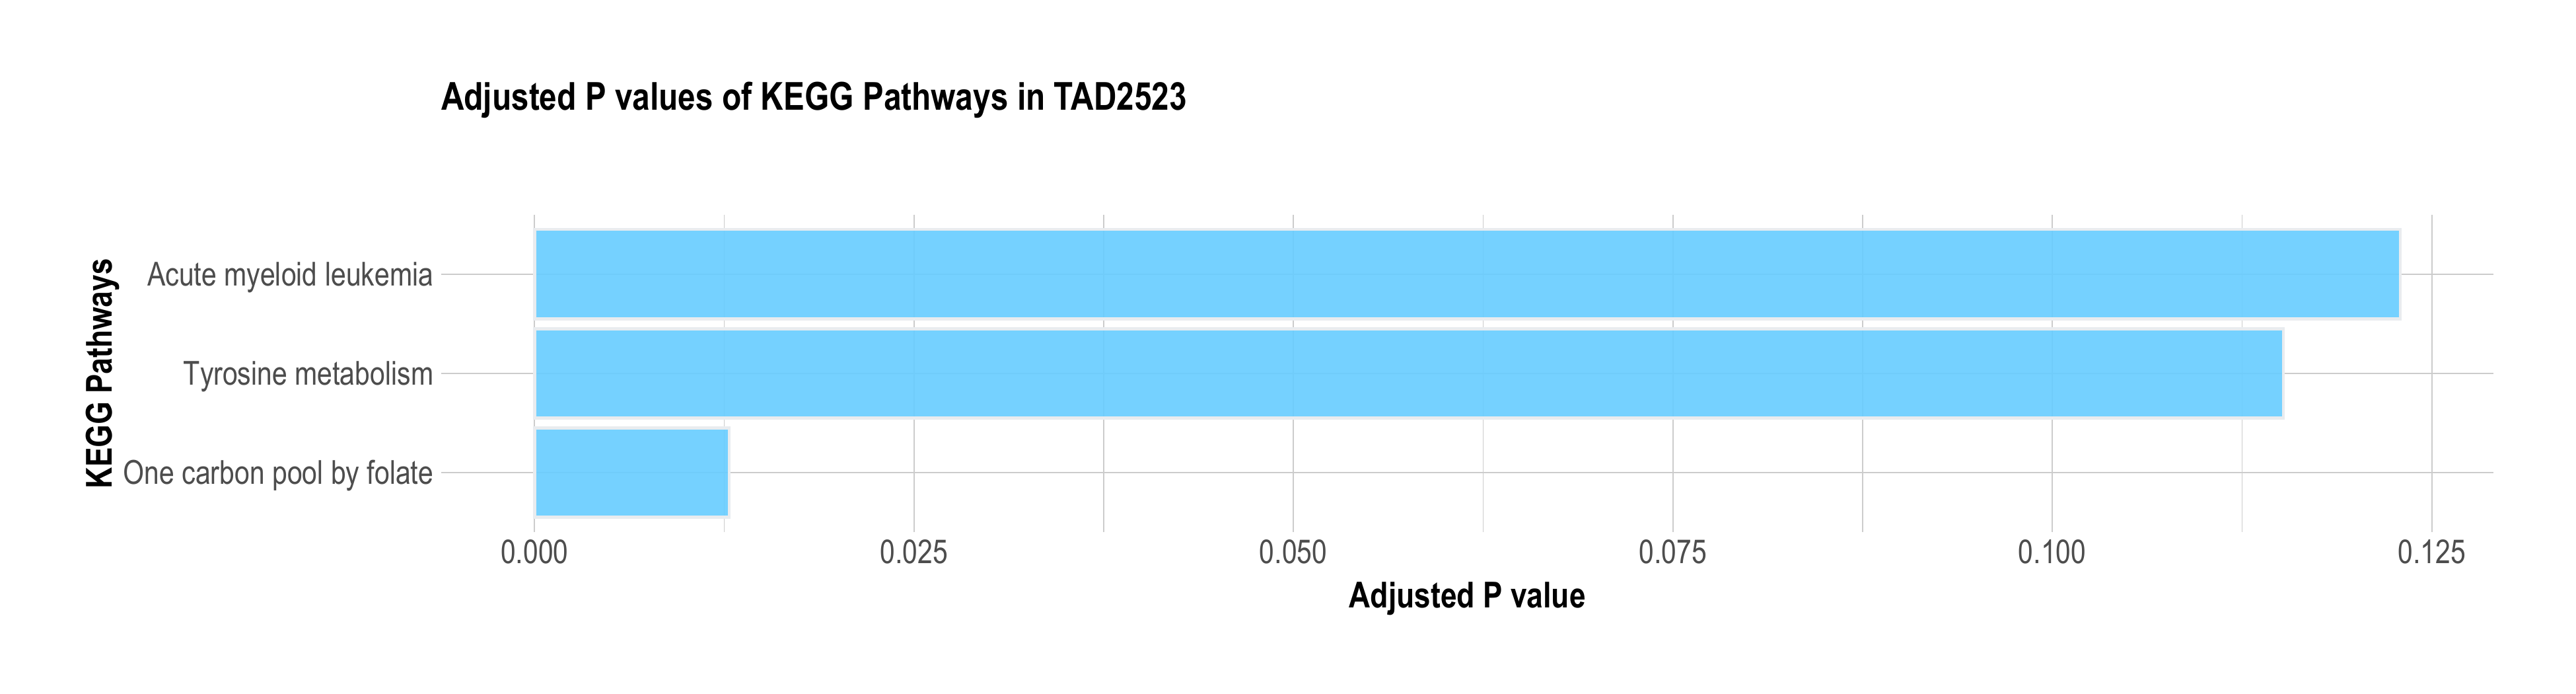 Adjusted P values of KEGG Pathways in TAD2523
KEGG Pathways
Acute myeloid leukemia
Tyrosine metabolism
One carbon pool by folate
0.000 0.025 0.050 0.075 0.100 0.125
Adjusted P value